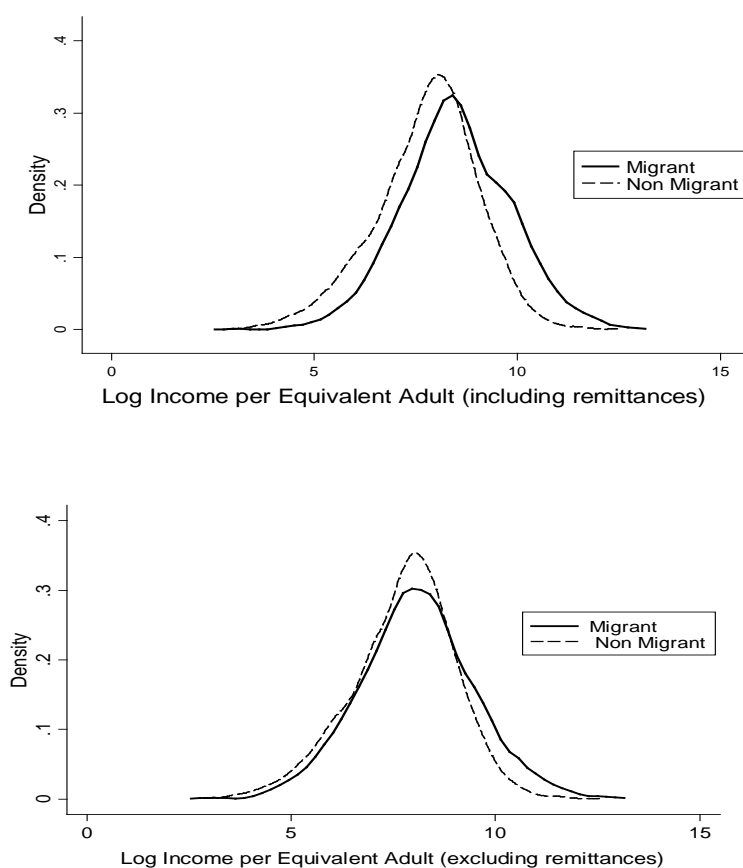 .4
.3
.2
.1
0
Density
Migrant
Non Migrant
0 5 10 15
Log Income per Equivalent Adult (including remittances)
.4
.3
.2
.1
0
Density
Migrant
Non Migrant
0 5 10 15
Log Income per Equivalent Adult (excluding remittances)